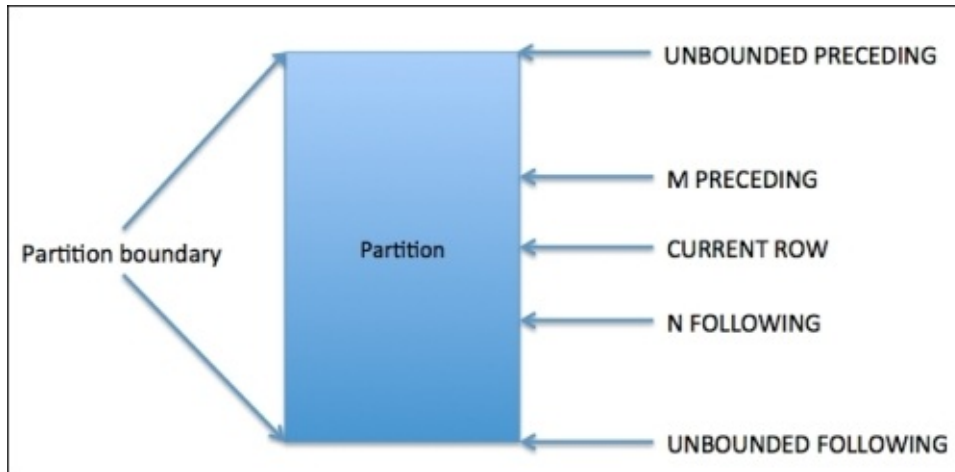 UNBOUNDED PRECEDING
M PRECEDING
Partition boundary
Partition
CURRENT ROW
N FOLLOWING
UNBOUNDED FOLLOWING